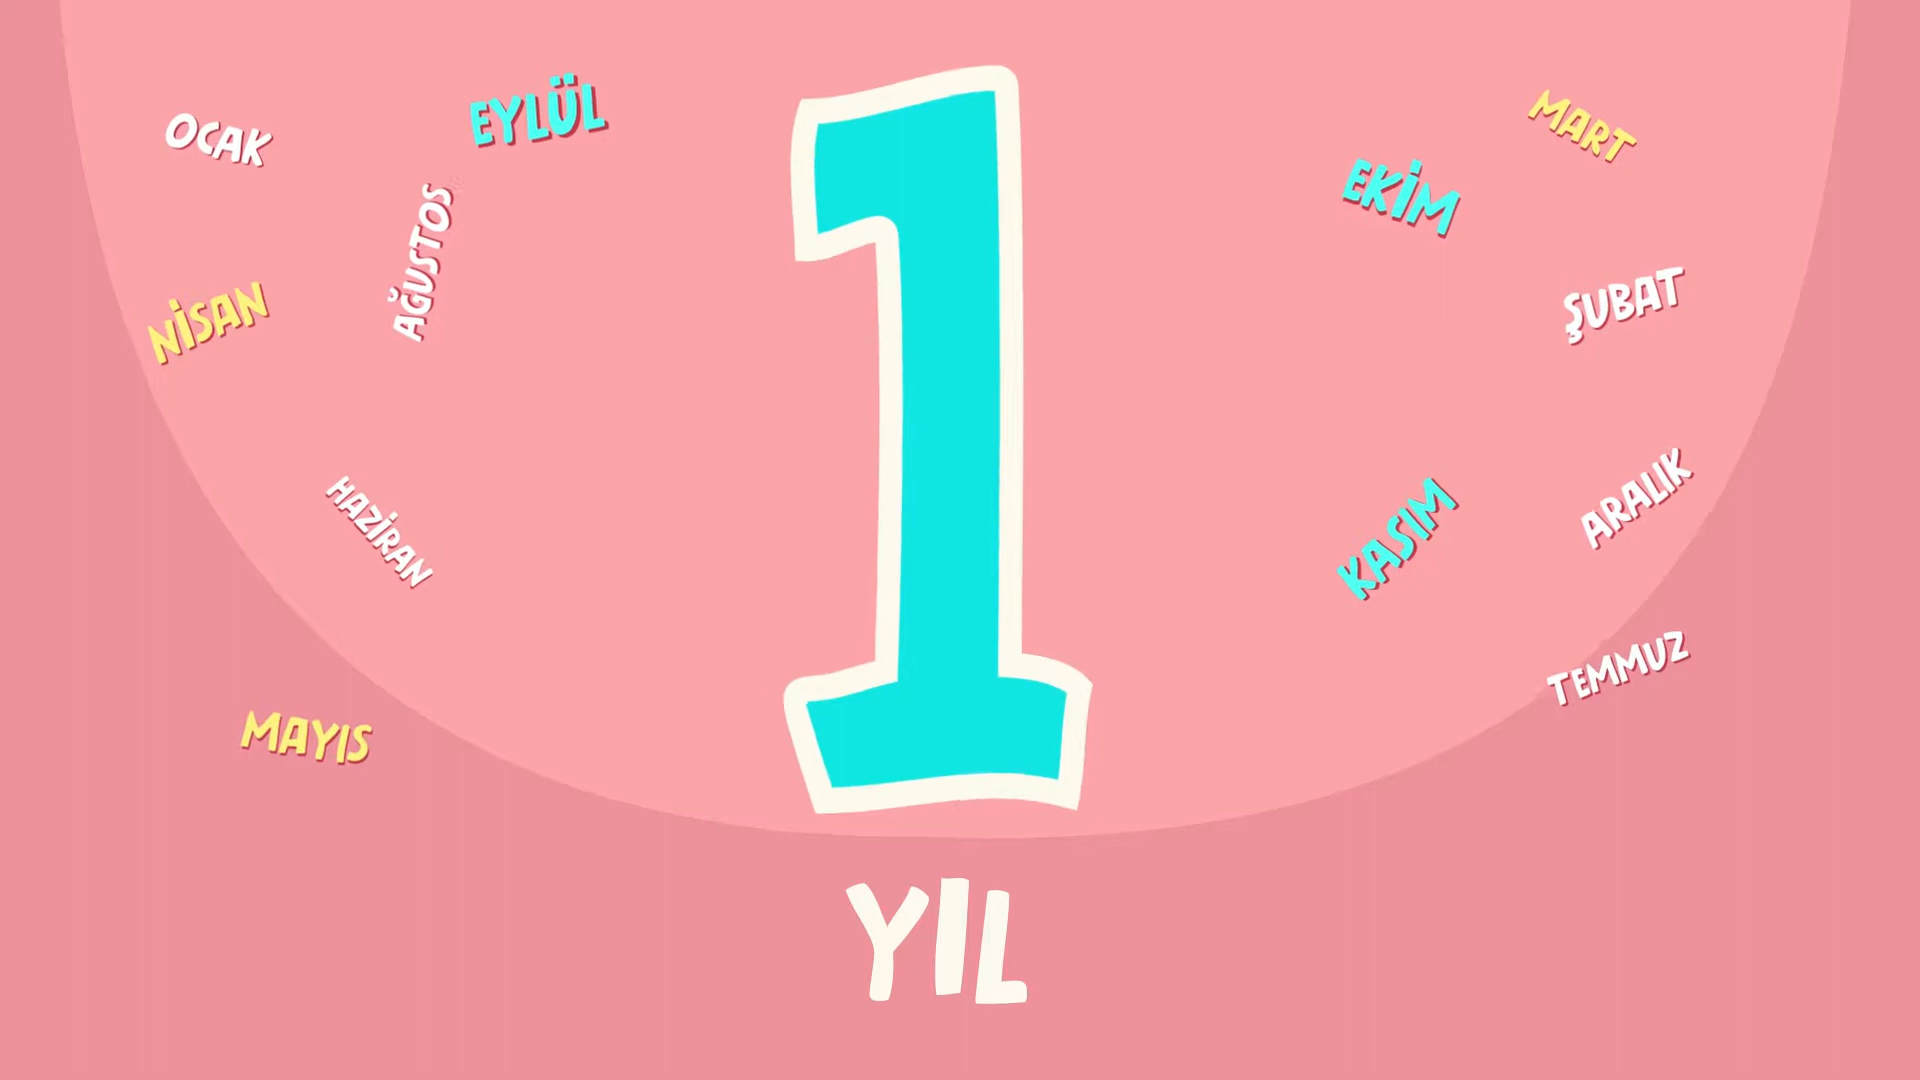 OCAK
EYLÜL
AĞUSTOS
NİSAN
HAZİRAN
MAYIS
1
YIL
MART
EKİM
ŞUBAT
KASIM
ARALIK
TEMMUZ